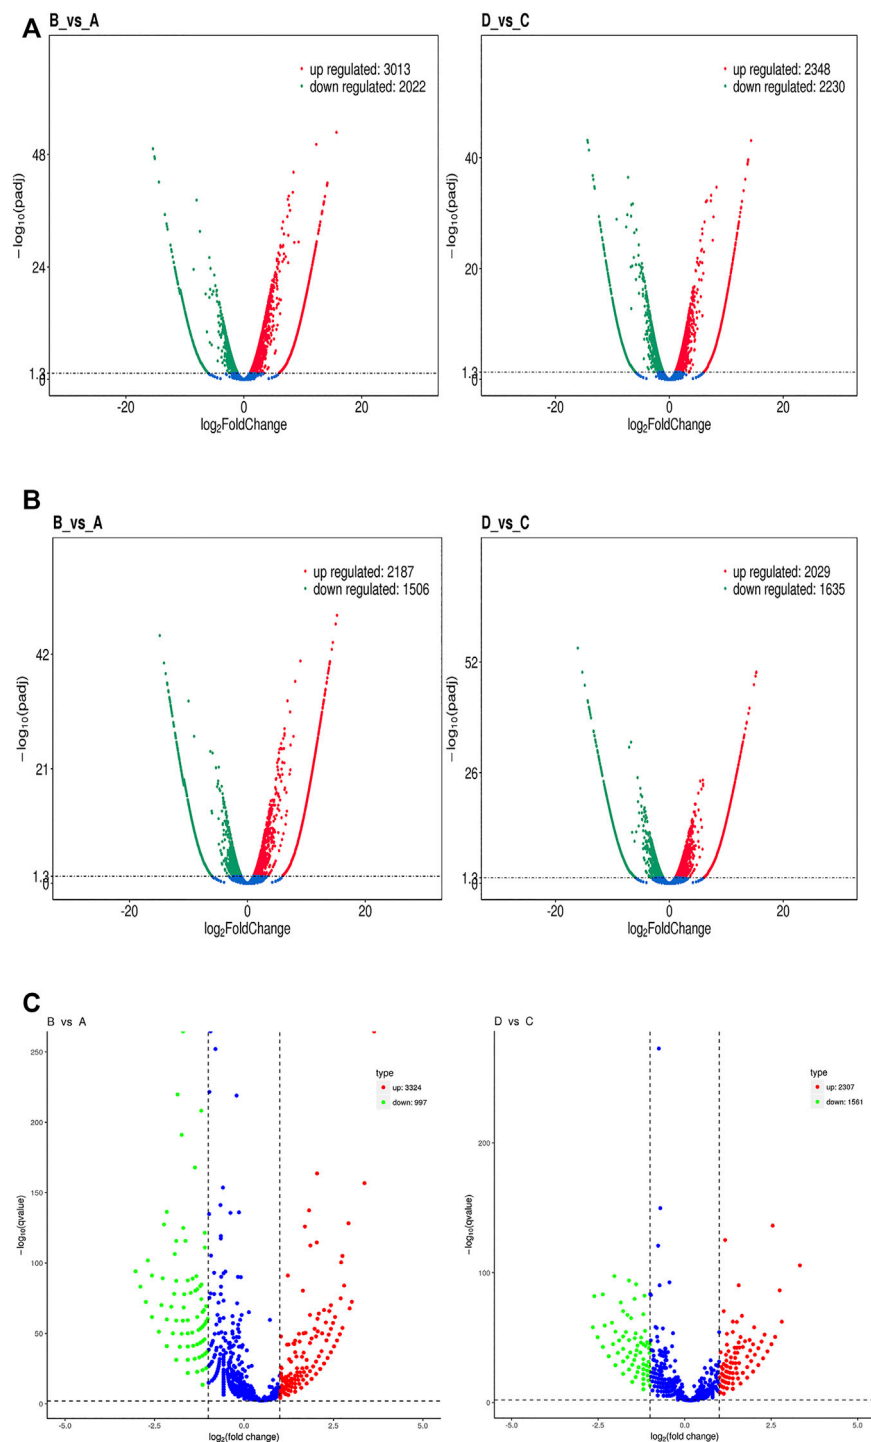 A
B_vs_A
D_vs_C
up regulated: 3013
down regulated: 2022
up regulated: 2348
down regulated: 2230
−log10(padj)
48
24
1.3
0
-20
0
20
log2FoldChange
−log10(padj)
40
20
1.3
0
-20
0
20
log2FoldChange
B
B_vs_A
D_vs_C
up regulated: 2187
down regulated: 1506
up regulated: 2029
down regulated: 1635
−log10(padj)
42
21
1.3
0
-20
0
20
log2FoldChange
−log10(padj)
52
26
1.3
0
-20
0
20
log2FoldChange
C
B vs A
D vs C
type
up: 3324
down: 997
type
up: 2307
down: 1561
−log10(qvalue)
250
200
150
100
50
0
-5.0
-2.5
0.0
2.5
5.0
log2(fold change)
−log10(qvalue)
200
100
0
-5.0
-2.5
0.0
2.5
5.0
log2(fold change)